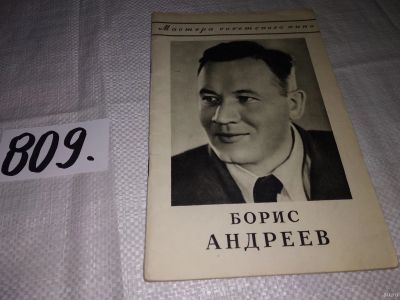 Мастера советского кино
809.
БОРИС
АНДРЕЕВ